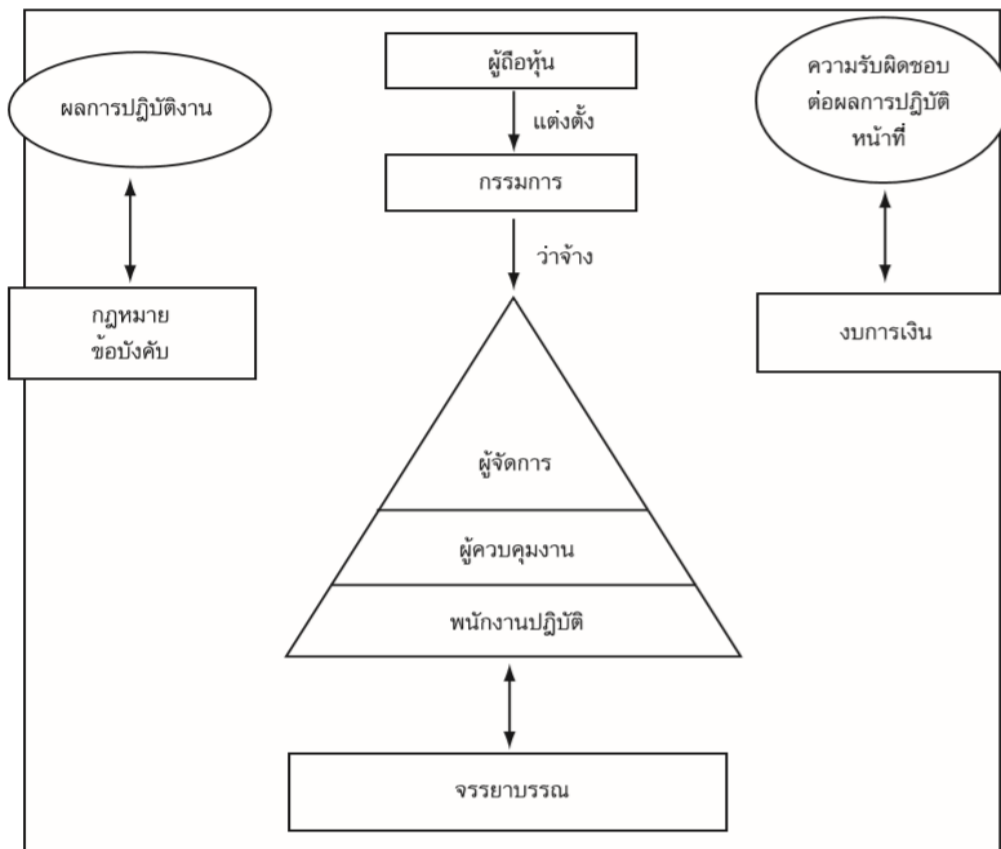 ผู้ถือหุ้น
ผลการปฎิบัติงาน
ความรับผิดชอบ
ต่อผลการปฎิบัติ
หน้าที่
แต่งตั้ง
กรรมการ
ว่าจ้าง
กฎหมาย
ข้อบังคับ
งบการเงิน
ผู้จัดการ
ผู้ควบคุมงาน
พนักงานปฎิบัติ
จรรยาบรรณ